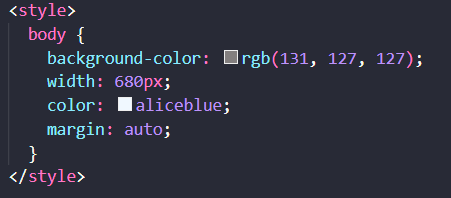 <style>
body {
background-color: rgb(131, 127, 127);
width: 680px;
color: aliceblue;
margin: auto;
}
</style>